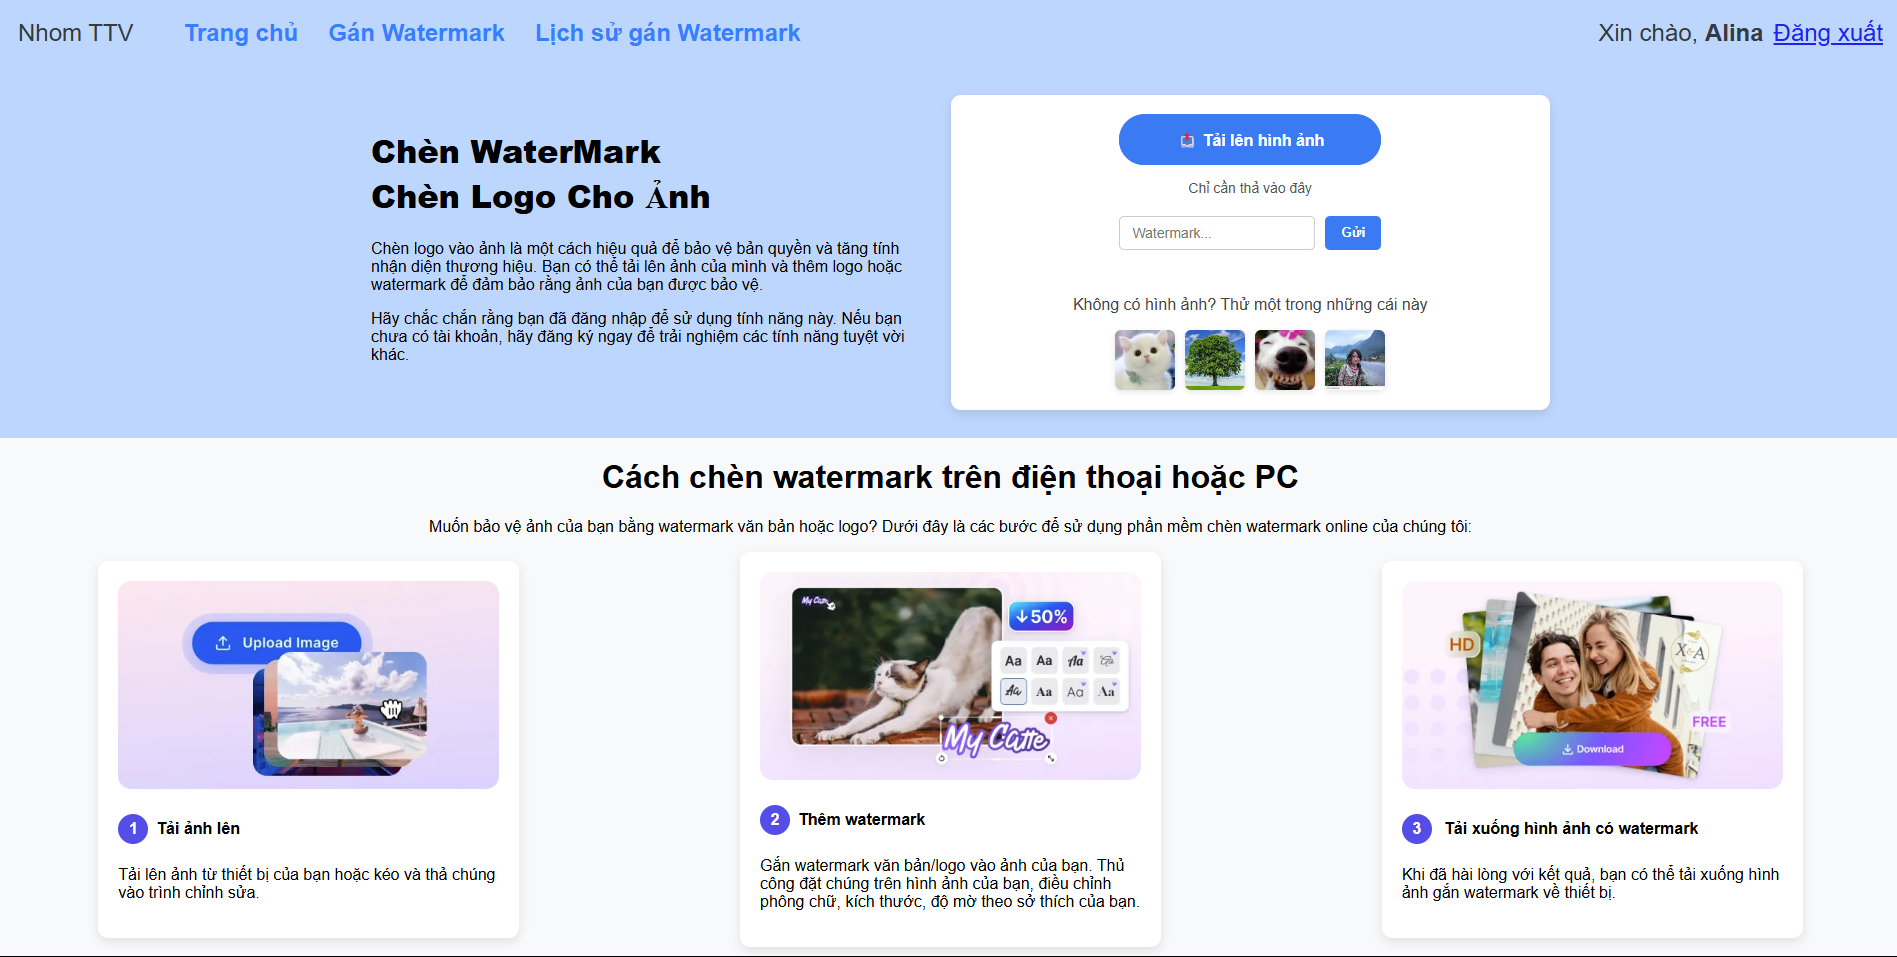 Nhom TTV
Trang chủ
Gán Watermark
Lịch sử gán Watermark
Xin chào, Alina Đăng xuất
Chèn WaterMark
Chèn Logo Cho Ảnh
Chèn logo vào ảnh là một cách hiệu quả để bảo vệ bản quyền và tăng tính
nhận diện thương hiệu. Bạn có thể tải lên ảnh của mình và thêm logo hoặc
watermark để đảm bảo rằng ảnh của bạn được bảo vệ.
Hãy chắc chắn rằng bạn đã đăng nhập để sử dụng tính năng này. Nếu bạn
chưa có tài khoản, hãy đăng ký ngay để trải nghiệm các tính năng tuyệt vời
khác.
Tải lên hình ảnh
Chỉ cần thả vào đây
Watermark...
Gửi
Không có hình ảnh? Thử một trong những cái này
Cách chèn watermark trên điện thoại hoặc PC
Muốn bảo vệ ảnh của bạn bằng watermark văn bản hoặc logo? Dưới đây là các bước để sử dụng phần mềm chèn watermark online của chúng tôi:
Upload Image
1 Tải ảnh lên
Tải lên ảnh từ thiết bị của bạn hoặc kéo và thả chúng
vào trình chỉnh sửa.
My Catte
50%
Aa Aa Aa Aa
Aa Aa Aa Aa
My Catte
2 Thêm watermark
Gắn watermark văn bản/logo vào ảnh của bạn. Thủ
công đặt chúng trên hình ảnh của bạn, điều chỉnh
phông chữ, kích thước, độ mờ theo sở thích của bạn.
HD
X&A
FREE
Download
3 Tải xuống hình ảnh có watermark
Khi đã hài lòng với kết quả, bạn có thể tải xuống hình
ảnh gắn watermark về thiết bị.